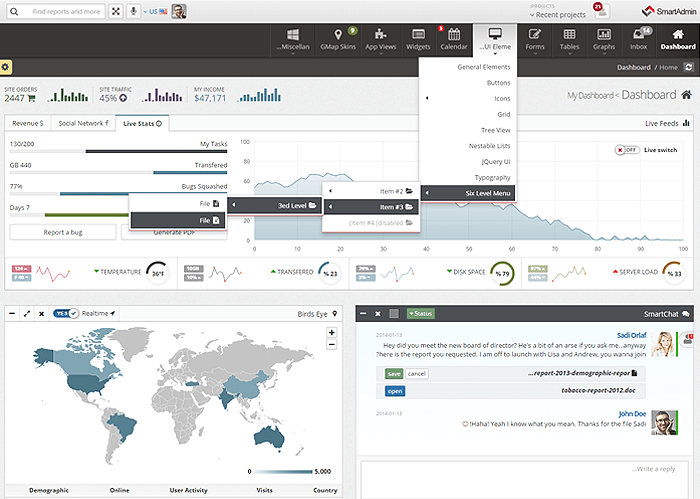 Find reports and more
US
PROJECTS
Recent projects
21
SmartAdmin
...Miscellan
GMap Skins
9
App Views
Widgets
3
Calendar
...UI Eleme
Forms
Tables
Graphs
Inbox
14
Dashboard
Dashboard / Home
SITE ORDERS
2447
SITE TRAFFIC
45%
MY INCOME
$47,171
My Dashboard < Dashboard
General Elements
Buttons
Icons
Grid
Tree View
Nestable Lists
JQuery UI
Typography
Six Level Menu
Item #2
Item #3
(Item #4 (disabled
3ed Level
File
File
Revenue $
Social Network f
Live Stats
Live Feeds
130/200
My Tasks
GB 440
Transfered
77%
Bugs Squashed
Days 7
Report a bug
Generate PDF
OFF
Live switch
100
80
60
0
10
20
30
40
50
60
70
80
90
100
124
TEMPERATURE
36°F
10GB
10%
TRANSFERED
% 23
76%
3%
DISK SPACE
% 79
97%
44%
SERVER LOAD
% 33
YES
Realtime
Birds Eye
+
−
0
5,000
Demographic
Online
User Activity
Visits
Country
Status
SmartChat
2014-01-13
Sadi Orlaf
Hey did you meet the new board of director? He's a bit of an arse if you ask me...anyway
?here is the report you requested. I am off to launch with Lisa and Andrew, you wanna join
save
cancel
...report-2013-demographic-repor
open
tobacco-report-2012.doc
2014-01-13
John Doe
!Haha! Yeah I know what you mean. Thanks for the file Sadi
...Write a reply